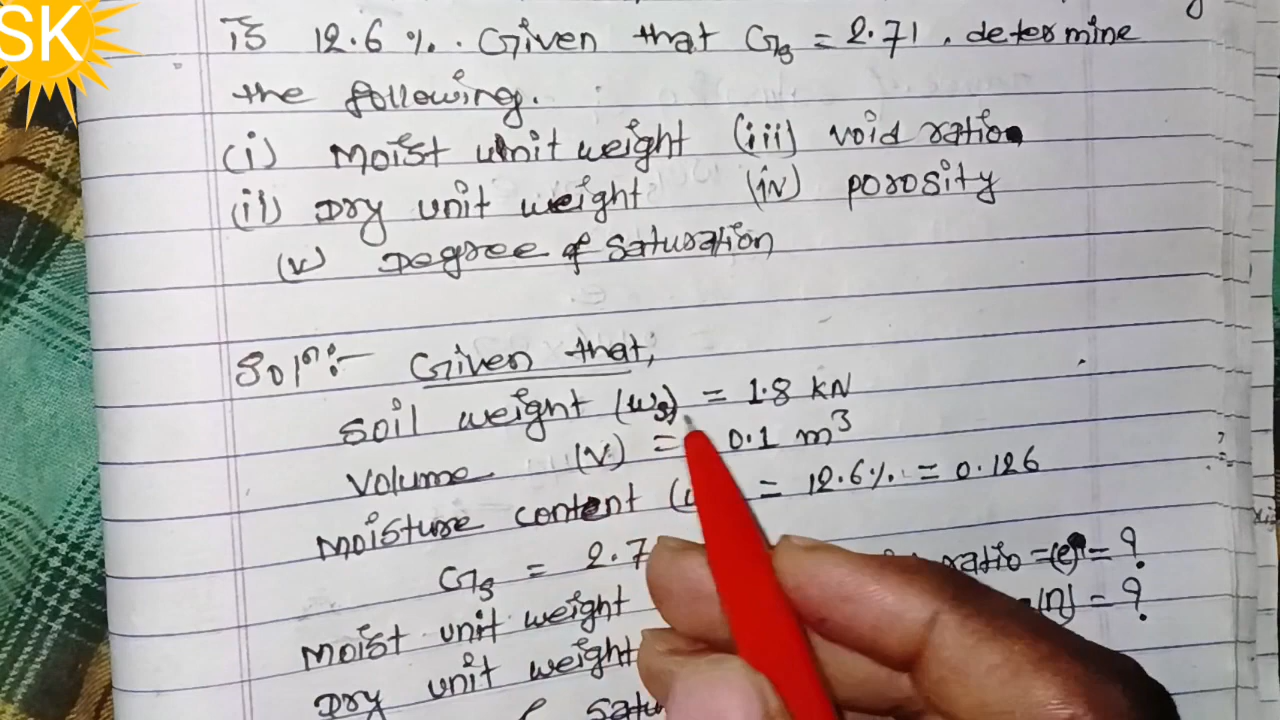 SK
is 12.6 %. Given that Gs = 2.71, determine
the following.
(i) Moist unit weight (iii) void ratio
(ii) Dry unit weight (iv) porosity
(v) Degree of saturation
Solⁿ:- Given that,
soil weight (ws) = 1.8 kN
volume (v) = 0.1 m³
moisture content = 12.6% = 0.126
Gs = 2.7
ratio = (e) = ?
Moist unit weight
(n) = ?
Dry unit weight